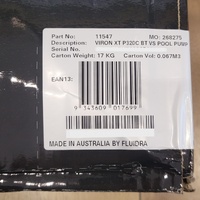 Part No: 11547 MO: 268275
Description: VIRON XT P320C BT VS POOL PUMP
Serial No:
Carton Weight: 17 KG Carton Vol: 0.067M3
EAN13:
9 143609 017699
MADE IN AUSTRALIA BY FLUIDRA